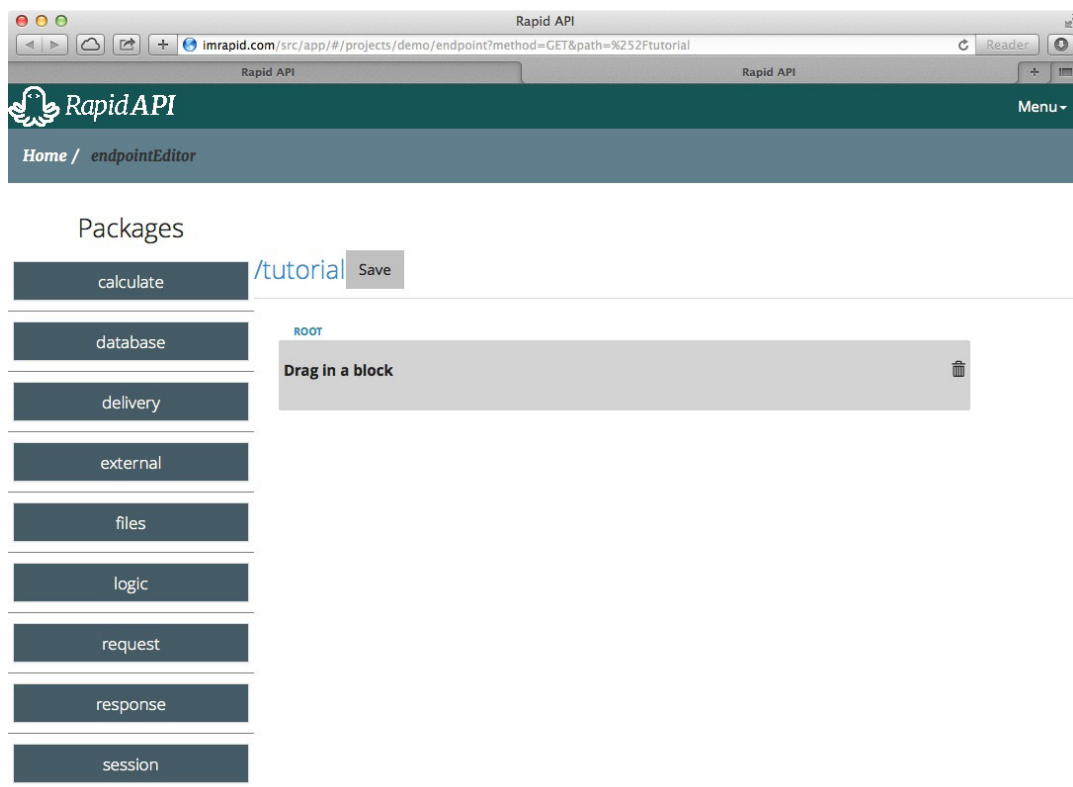 Rapid API
imrapid.com/src/app/#/projects/demo/endpoint?method=GET&path=%252Ftutorial
Reader
Rapid API
Rapid API
RapidAPI
Menu
Home / endpointEditor
Packages
/tutorial Save
calculate
database
delivery
external
files
logic
request
response
session
ROOT
Drag in a block